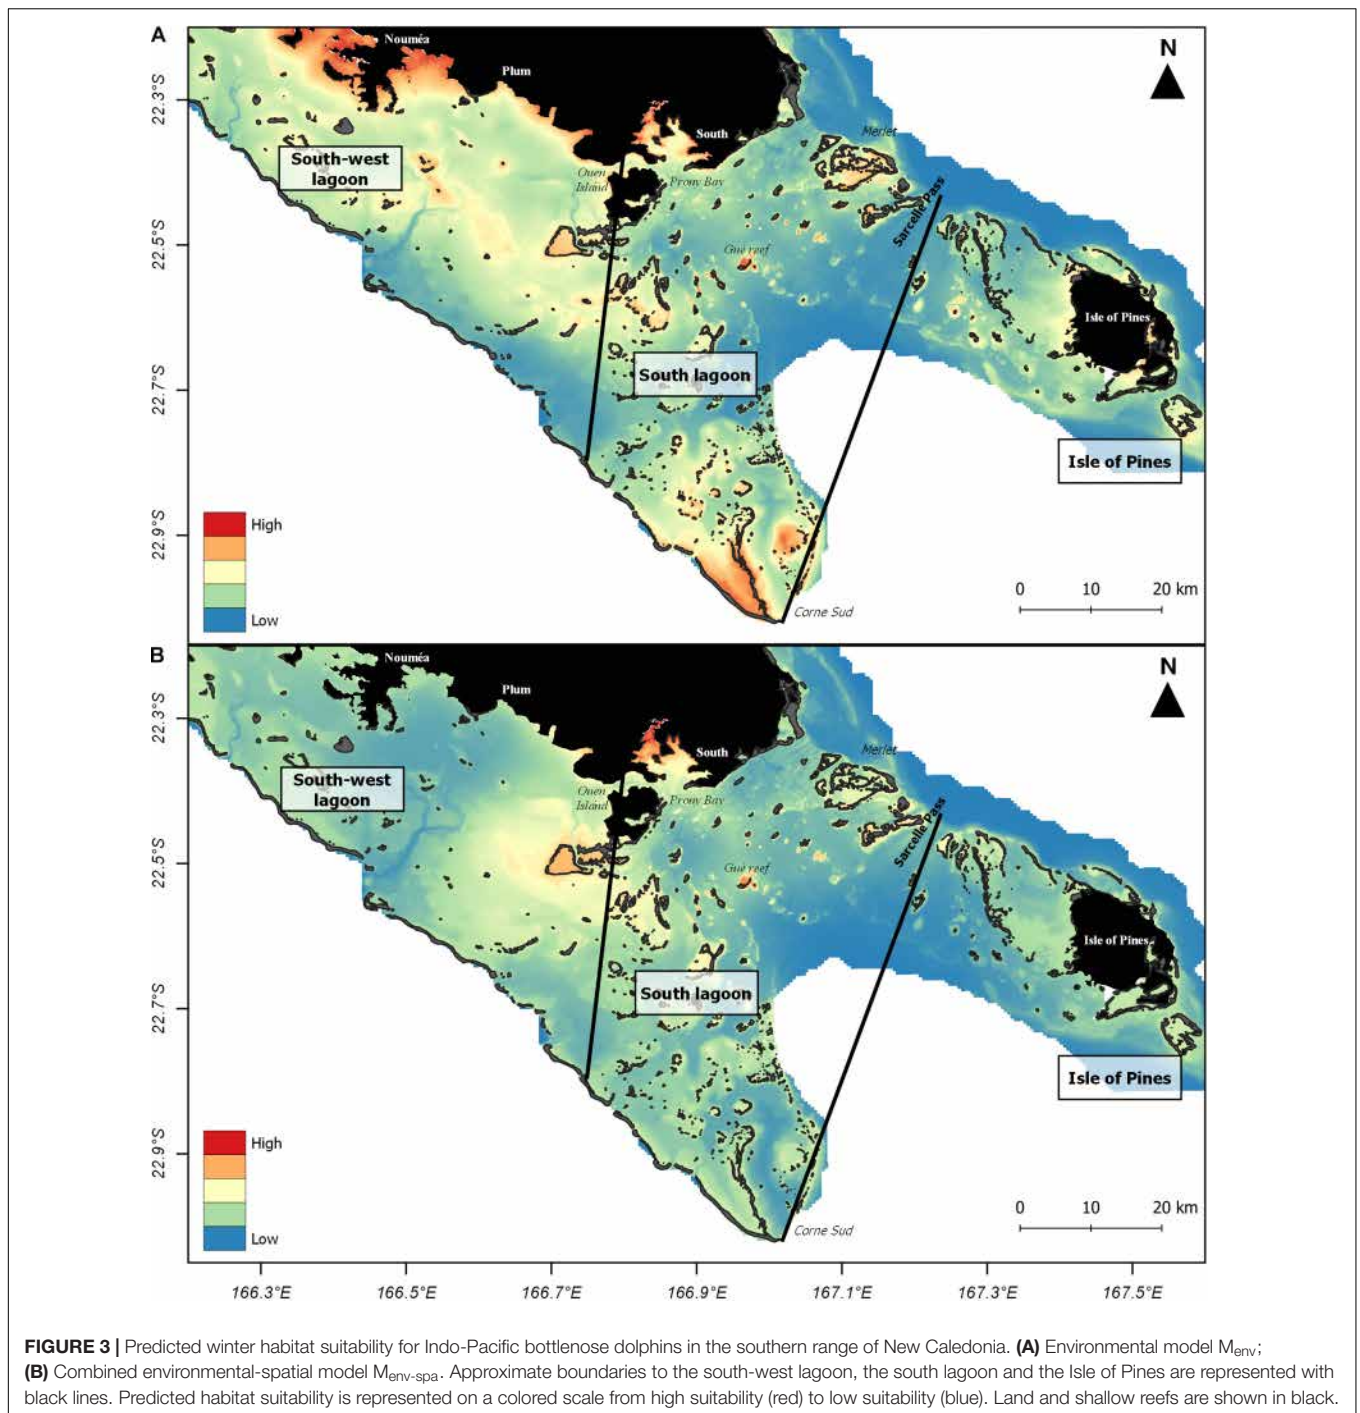 A
N
Nouméa
Plum
South
Merlet
22.3°S
South-west
lagoon
Ouen
Island
Prony Bay
Sarcelle Pass
22.5°S
Gué reef
Isle of Pines
South lagoon
22.7°S
Isle of Pines
High
Low
22.9°S
0 10 20 km
Corne Sud
B
N
Nouméa
Plum
South
Merlet
22.3°S
South-west
lagoon
Ouen
Island
Prony Bay
Sarcelle Pass
22.5°S
Gué reef
Isle of Pines
South lagoon
22.7°S
Isle of Pines
High
Low
22.9°S
0 10 20 km
Corne Sud
166.3°E 166.5°E 166.7°E 166.9°E 167.1°E 167.3°E 167.5°E
FIGURE 3 | Predicted winter habitat suitability for Indo-Pacific bottlenose dolphins in the southern range of New Caledonia. (A) Environmental model Menv;
(B) Combined environmental-spatial model Menv-spa. Approximate boundaries to the south-west lagoon, the south lagoon and the Isle of Pines are represented with
black lines. Predicted habitat suitability is represented on a colored scale from high suitability (red) to low suitability (blue). Land and shallow reefs are shown in black.